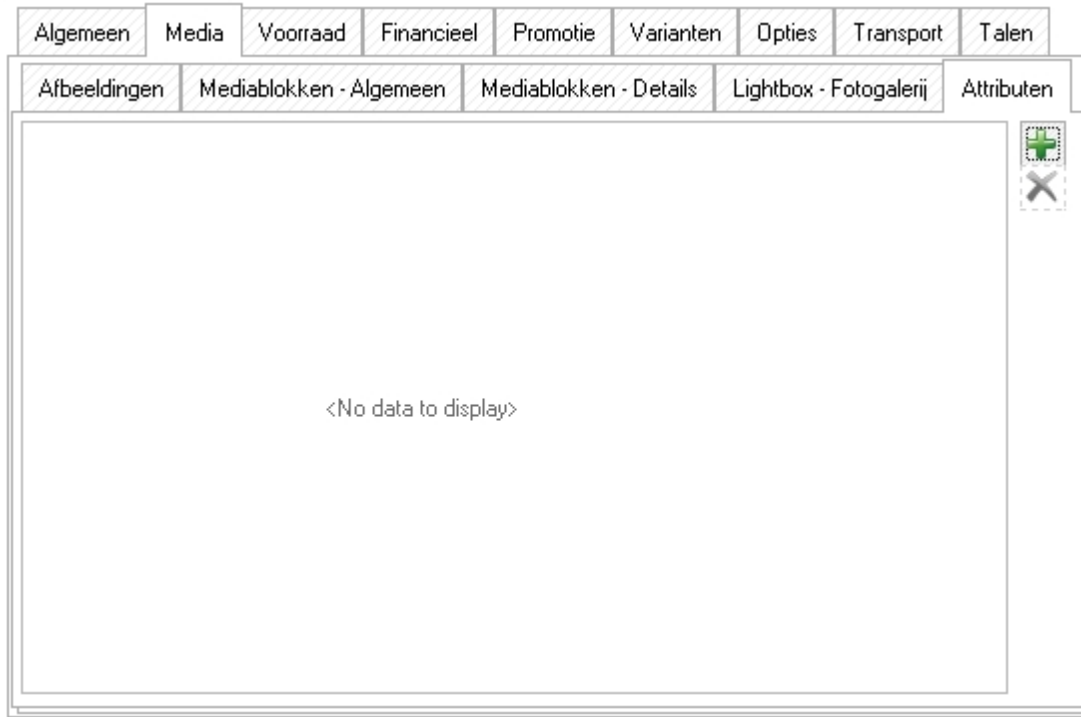 Algemeen Media Voorraad Financieel Promotie Varianten Opties Transport Talen
Afbeeldingen Mediablokken - Algemeen Mediablokken - Details Lightbox - Fotogalerij Attributen
<No data to display>